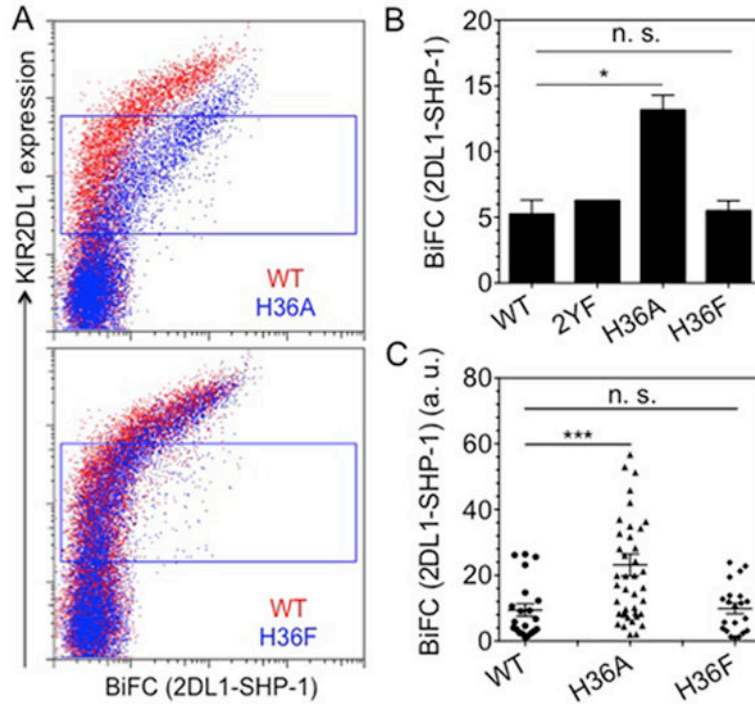 A
KIR2DL1 expression
WT
H36A
WT
H36F
BiFC (2DL1-SHP-1)
B
BiFC (2DL1-SHP-1)
20
15
10
5
0
n. s.
*
WT
2YF
H36A
H36F
C
BiFC (2DL1-SHP-1) (a. u.)
80
60
40
20
0
n. s.
***
WT
H36A
H36F